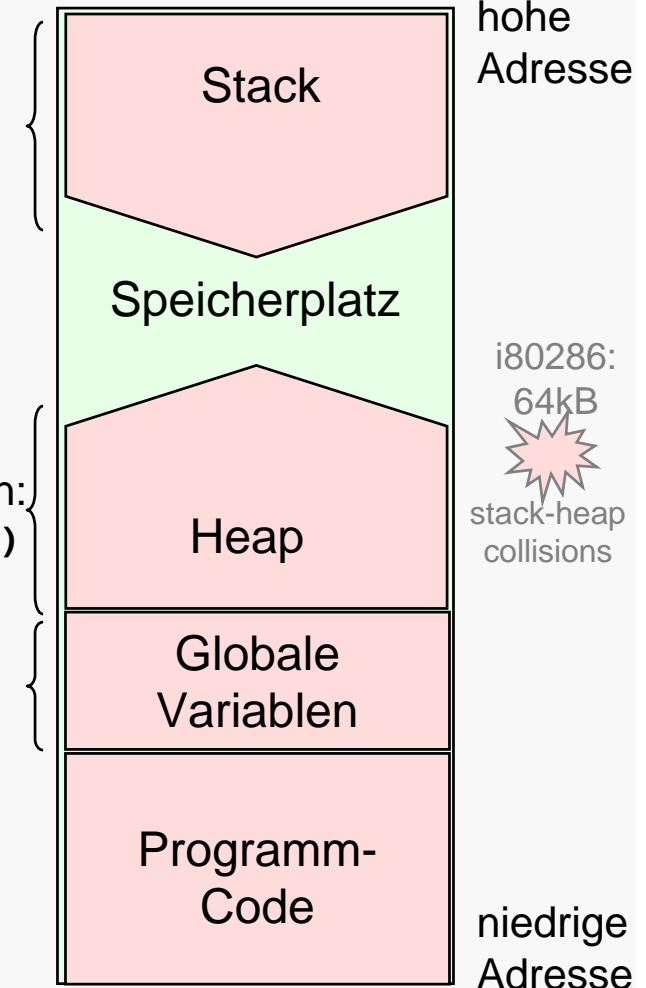 hohe
Adresse
Stack
Speicherplatz
i80286:
64kB
stack-heap
collisions
n:
)
Heap
Globale
Variablen
Programm-
Code
niedrige
Adresse